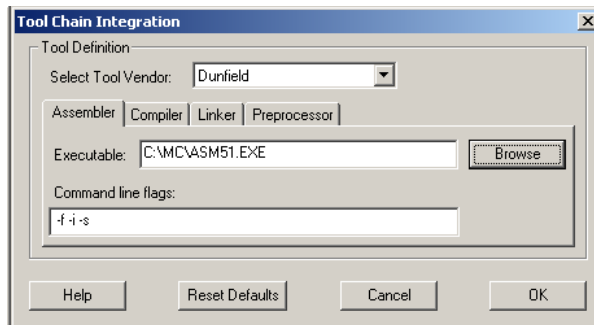 Tool Chain Integration
Tool Definition
Select Tool Vendor: Dunfield
Assembler Compiler Linker Preprocessor
Executable: C:\MC\ASM51.EXE Browse
Command line flags:
-f -i -s
Help Reset Defaults Cancel OK